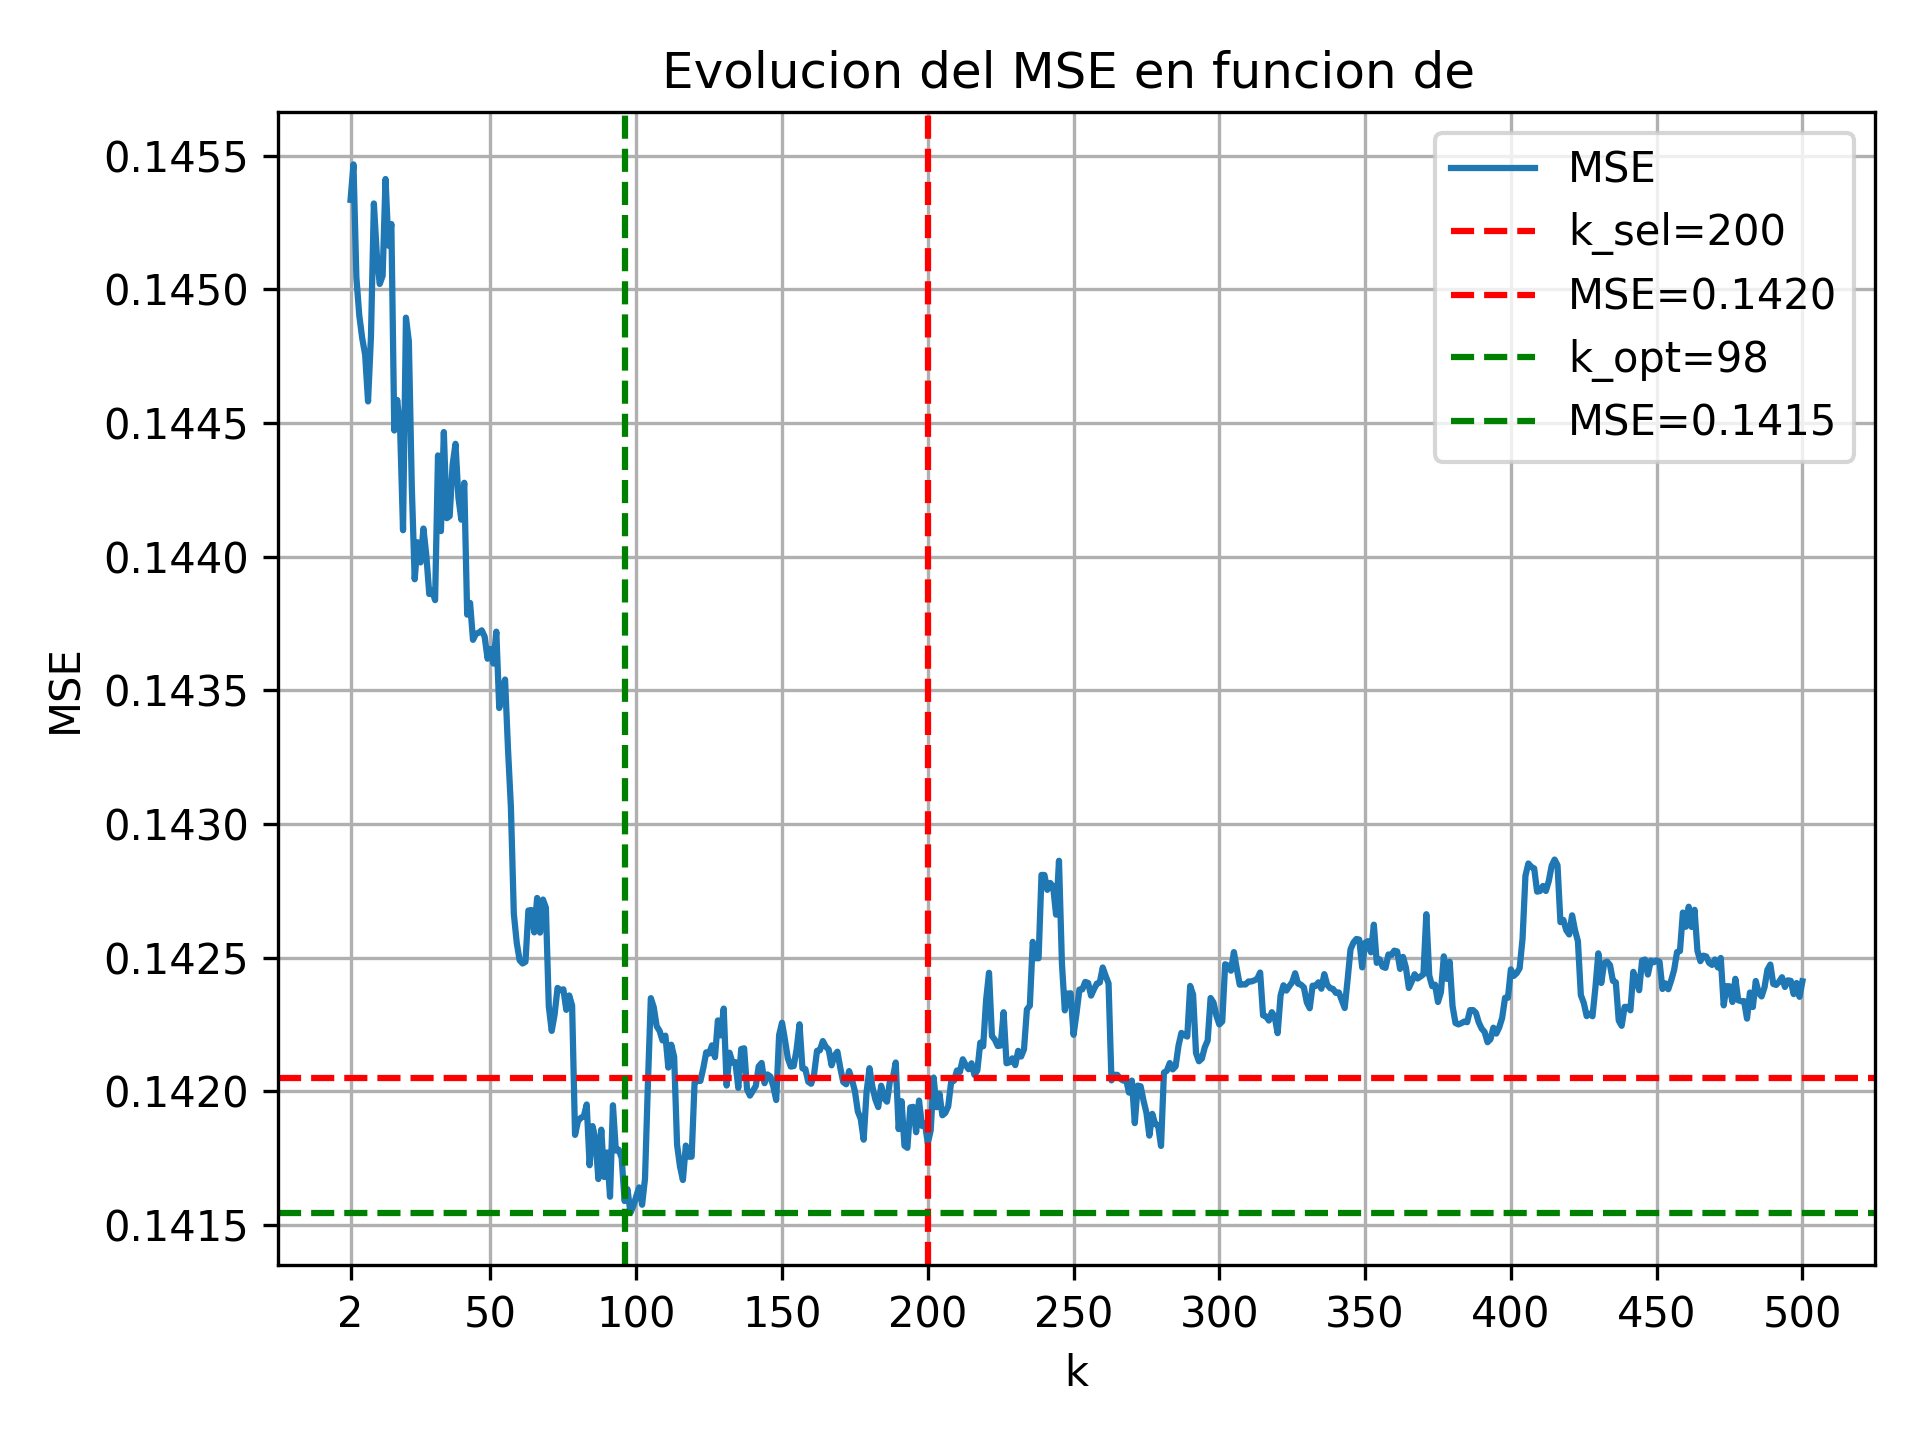 Evolucion del MSE en funcion de
0.1455
0.1450
0.1445
0.1440
0.1435
0.1430
0.1425
0.1420
0.1415
MSE
MSE
k_sel=200
MSE=0.1420
k_opt=98
MSE=0.1415
2 50 100 150 200 250 300 350 400 450 500
k